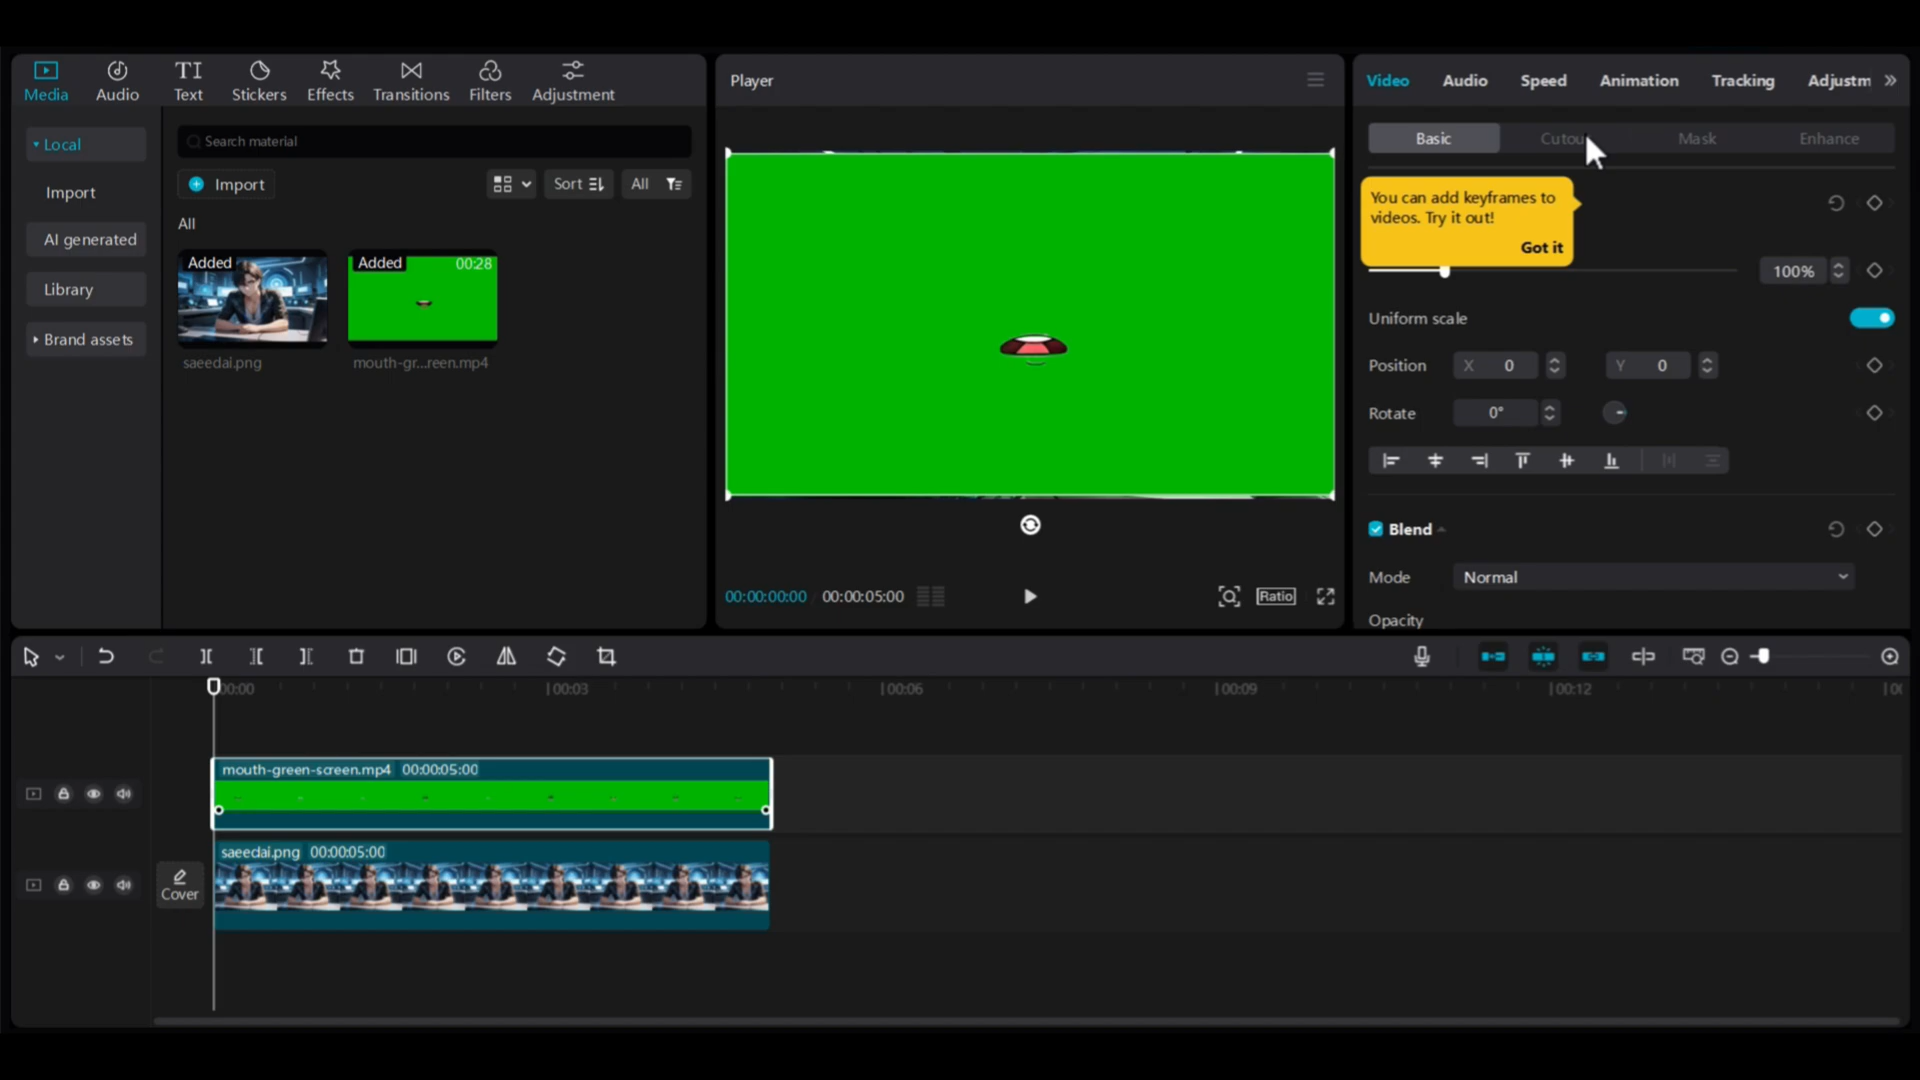 Media
Audio
Text
Stickers
Effects
Transitions
Filters
Adjustment
Local
Import
AI generated
Library
Brand assets
Search material
Import
Sort
All
All
Added
saeedai.png
Added
00:28
mouth-gr...reen.mp4
Player
00:00:00:00
00:00:05:00
Ratio
Video
Audio
Speed
Animation
Tracking
Adjustm
Basic
Cutou
Mask
Enhance
You can add keyframes to
videos. Try it out!
Got it
100%
Uniform scale
Position X 0 Y 0
Rotate 0°
Blend
Mode Normal
Opacity
00:00
00:03
00:06
00:09
00:12
mouth-green-screen.mp4 00:00:05:00
saeedai.png 00:00:05:00
Cover